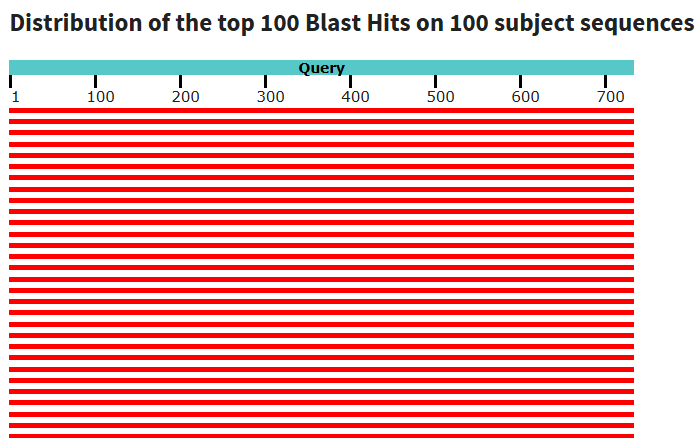 Distribution of the top 100 Blast Hits on 100 subject sequences
Query
1 100 200 300 400 500 600 700